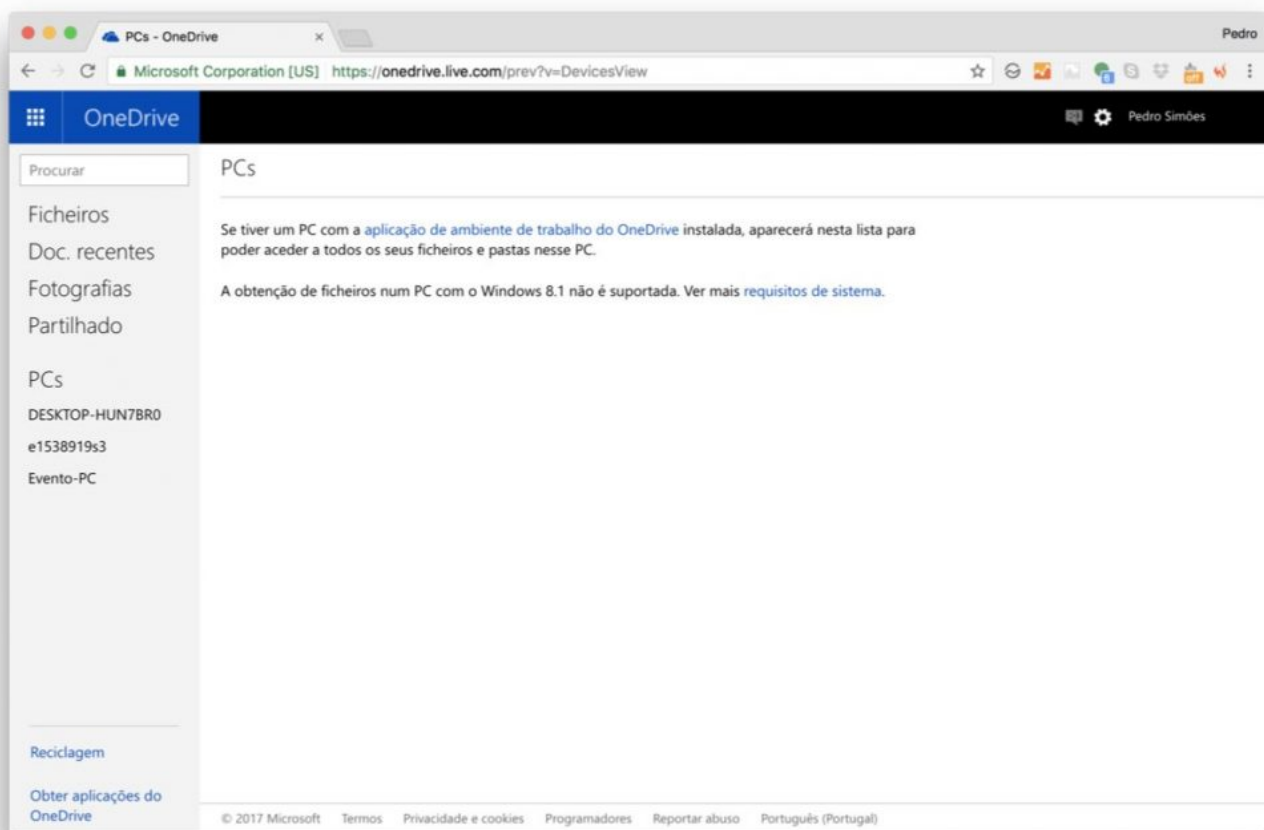 PCs - OneDrive
Pedro
Microsoft Corporation [US] https://onedrive.live.com/prev?v=DevicesView
OneDrive
Pedro Simões
Procurar
Ficheiros
Doc. recentes
Fotografias
Partilhado
PCs
DESKTOP-HUN7BR0
e1538919s3
Evento-PC
Reciclagem
Obter aplicações do
OneDrive
PCs
Se tiver um PC com a aplicação de ambiente de trabalho do OneDrive instalada, aparecerá nesta lista para
poder aceder a todos os seus ficheiros e pastas nesse PC.
A obtenção de ficheiros num PC com o Windows 8.1 não é suportada. Ver mais requisitos de sistema.
© 2017 Microsoft Termos Privacidade e cookies Programadores Reportar abuso Português (Portugal)